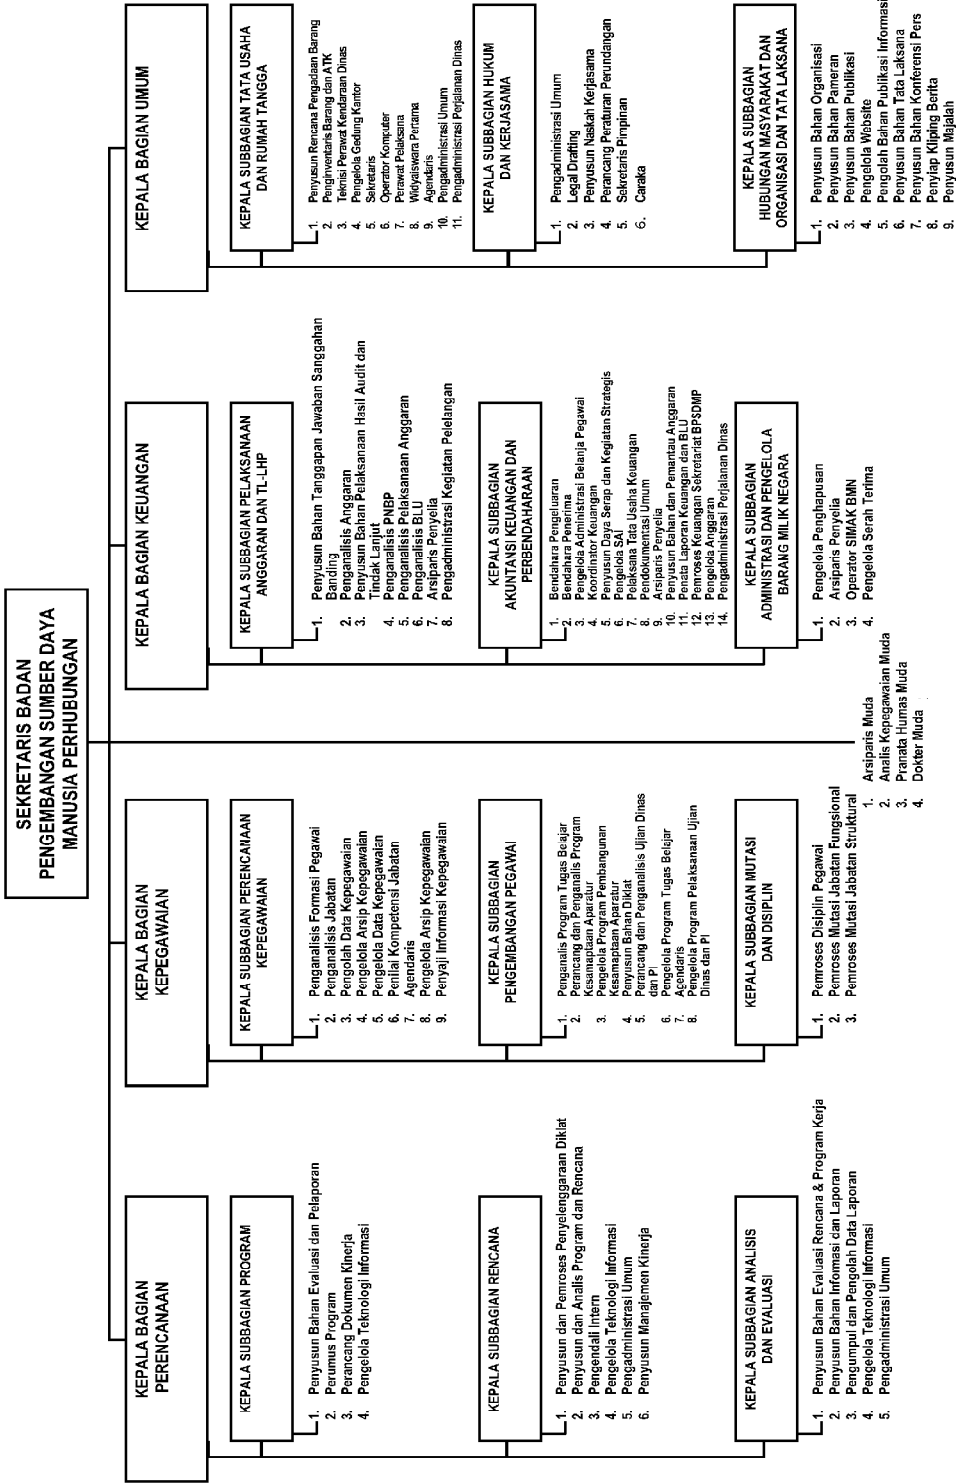 SEKRETARIS BADAN
PENGEMBANGAN SUMBER DAYA
MANUSIA PERHUBUNGAN
KEPALA BAGIAN
PERENCANAAN
KEPALA SUBBAGIAN PROGRAM
1. Penyusun Bahan Evaluasi dan Pelaporan
2. Perumus Program
3. Perancang Dokumen Kinerja
4. Pengelola Teknologi Informasi
KEPALA SUBBAGIAN RENCANA
1. Penyusun dan Pemroses Penyelenggaraan Diklat
2. Penyusun dan Analis Program dan Rencana
3. Pengendali Intern
4. Pengelola Teknologi Informasi
5. Pengadministrasi Umum
6. Penyusun Manajemen Kinerja
KEPALA SUBBAGIAN ANALISIS
DAN EVALUASI
1. Penyusun Bahan Evaluasi Rencana & Program Kerja
2. Penyusun Bahan Informasi dan Laporan
3. Pengumpul dan Pengolah Data Laporan
4. Pengelola Teknologi Informasi
5. Pengadministrasi Umum
KEPALA BAGIAN
KEPEGAWAIAN
KEPALA SUBBAGIAN PERENCANAAN
KEPEGAWAIAN
1. Penganalisis Formasi Pegawai
2. Penganalisis Jabatan
3. Pengolah Data Kepegawaian
4. Pengelola Arsip Kepegawaian
5. Pengelola Data Kepegawaian
6. Penilai Kompetensi Jabatan
7. Agendaris
8. Pengelola Arsip Kepegawaian
9. Penyaji Informasi Kepegawaian
KEPALA SUBBAGIAN
PENGEMBANGAN PEGAWAI
1. Penganalis Program Tugas Belajar
2. Perancang dan Penganalis Program
Kesamaptaan Aparatur
3. Pengelola Program Pembangunan
Kesamaptaan Aparatur
4. Penyusun Bahan Diklat
5. Perancang dan Penganalisis Ujian Dinas
dan PI
6. Pengelola Program Tugas Belajar
7. Agendaris
8. Pengelola Program Pelaksanaan Ujian
Dinas dan PI
KEPALA SUBBAGIAN MUTASI
DAN DISIPLIN
1. Pemroses Disiplin Pegawai
2. Pemroses Mutasi Jabatan Fungsional
3. Pemroses Mutasi Jabatan Struktural
1. Arsiparis Muda
2. Analis Kepegawaian Muda
3. Pranata Humas Muda
4. Dokter Muda
KEPALA BAGIAN KEUANGAN
KEPALA SUBBAGIAN PELAKSANAAN
ANGGARAN DAN TL-LHP
1. Penyusun Bahan Tanggapan Jawaban Sanggahan
Banding
2. Penganalisis Anggaran
3. Penyusun Bahan Pelaksanaan Hasil Audit dan
Tindak Lanjut
4. Penganalisis PNBP
5. Penganalisis Pelaksanaan Anggaran
6. Penganalisis BLU
7. Arsiparis Penyelia
8. Pengadministrasi Kegiatan Pelelangan
KEPALA SUBBAGIAN
AKUNTANSI KEUANGAN DAN
PERBENDAHARAAN
1. Bendahara Pengeluaran
2. Bendahara Penerima
3. Pengelola Administrasi Belanja Pegawai
4. Koordinator Keuangan
5. Penyusun Daya Serap dan Kegiatan Strategis
6. Pengelola SAI
7. Pelaksana Tata Usaha Keuangan
8. Pendokumentasi Umum
9. Arsiparis Penyelia
10. Penyusun Bahan dan Pemantau Anggaran
11. Penata Laporan Keuangan dan BLU
12. Pemroses Keuangan Sekretariat BPSDMP
13. Pengelola Anggaran
14. Pengadministrasi Perjalanan Dinas
KEPALA SUBBAGIAN
ADMINISTRASI DAN PENGELOLA
BARANG MILIK NEGARA
1. Pengelola Penghapusan
2. Arsiparis Penyelia
3. Operator SIMAK BMN
4. Pengelola Serah Terima
KEPALA BAGIAN UMUM
KEPALA SUBBAGIAN TATA USAHA
DAN RUMAH TANGGA
1. Penyusun Rencana Pengadaan Barang
2. Penginventaris Barang dan ATK
3. Teknisi Perawat Kendaraan Dinas
4. Pengelola Gedung Kantor
5. Sekretaris
6. Operator Komputer
7. Perawat Pelaksana
8. Widyaiswara Pertama
9. Agendaris
10. Pengadministrasi Umum
11. Pengadministrasi Perjalanan Dinas
KEPALA SUBBAGIAN HUKUM
DAN KERJASAMA
1. Pengadministrasi Umum
2. Legal Drafting
3. Penyusun Naskah Kerjasama
4. Perancang Peraturan Perundangan
5. Sekretaris Pimpinan
6. Caraka
KEPALA SUBBAGIAN
HUBUNGAN MASYARAKAT DAN
ORGANISASI DAN TATA LAKSANA
1. Penyusun Bahan Organisasi
2. Penyusun Bahan Pameran
3. Penyusun Bahan Publikasi
4. Pengelola Website
5. Pengolah Bahan Publikasi Informasi
6. Penyusun Bahan Tata Laksana
7. Penyusun Bahan Konferensi Pers
8. Penyiap Kliping Berita
9. Penyusun Majalah